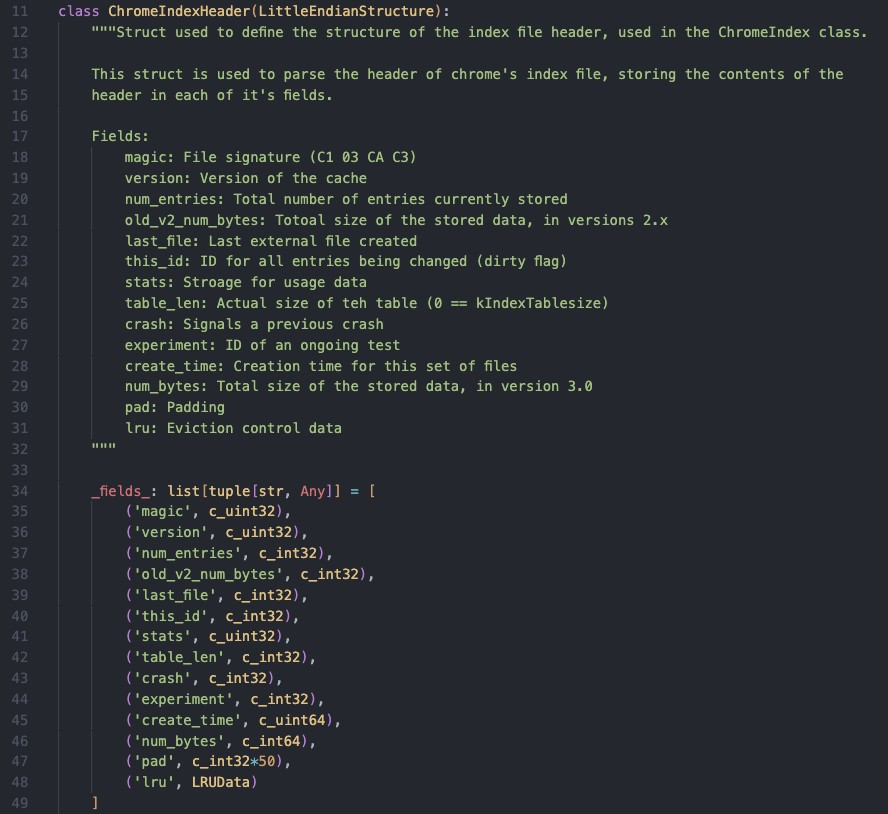 11 class ChromeIndexHeader(LittleEndianStructure):
12     """Struct used to define the structure of the index file header, used in the ChromeIndex class.
13
14     This struct is used to parse the header of chrome's index file, storing the contents of the
15     header in each of it's fields.
16
17     Fields:
18         magic: File signature (C1 03 CA C3)
19         version: Version of the cache
20         num_entries: Total number of entries currently stored
21         old_v2_num_bytes: Totoal size of the stored data, in versions 2.x
22         last_file: Last external file created
23         this_id: ID for all entries being changed (dirty flag)
24         stats: Stroage for usage data
25         table_len: Actual size of teh table (0 == kIndexTablesize)
26         crash: Signals a previous crash
27         experiment: ID of an ongoing test
28         create_time: Creation time for this set of files
29         num_bytes: Total size of the stored data, in version 3.0
30         pad: Padding
31         lru: Eviction control data
32     """
33
34     _fields_: list[tuple[str, Any]] = [
35         ('magic', c_uint32),
36         ('version', c_uint32),
37         ('num_entries', c_int32),
38         ('old_v2_num_bytes', c_int32),
39         ('last_file', c_int32),
40         ('this_id', c_int32),
41         ('stats', c_uint32),
42         ('table_len', c_int32),
43         ('crash', c_int32),
44         ('experiment', c_int32),
45         ('create_time', c_uint64),
46         ('num_bytes', c_int64),
47         ('pad', c_int32*50),
48         ('lru', LRUData)
49     ]